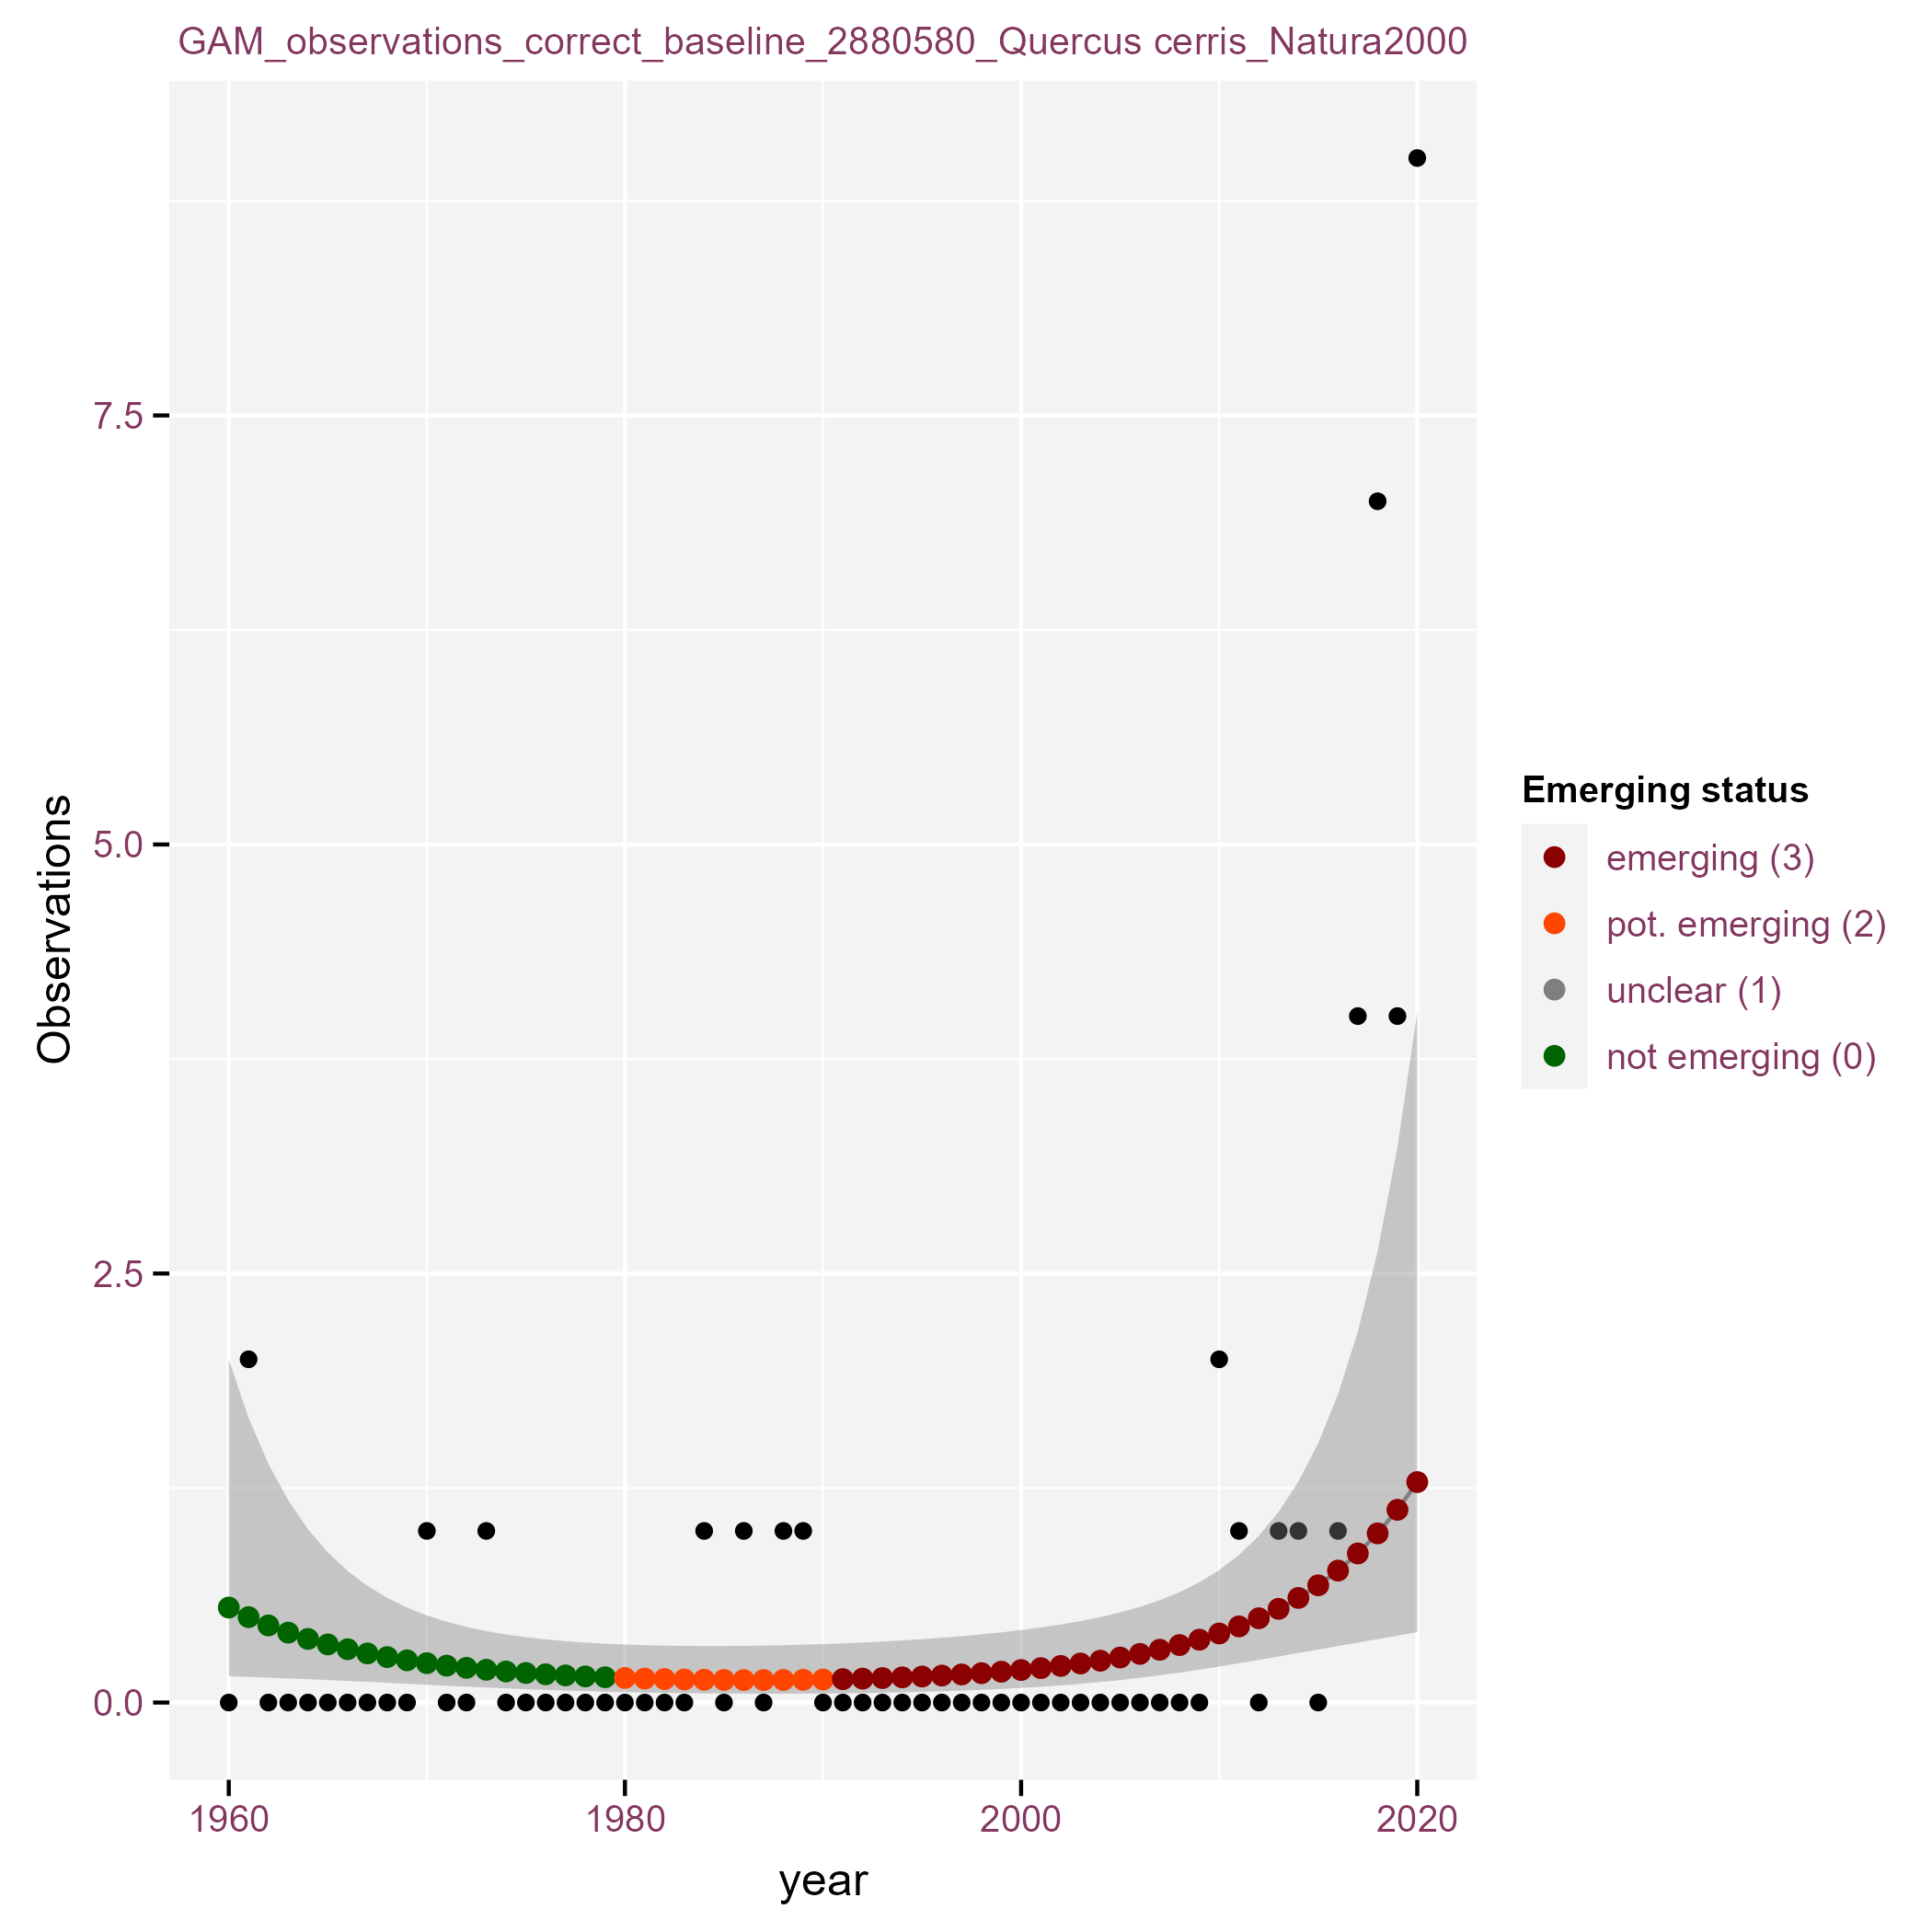 GAM_observations_correct_baseline_2880580_Quercus cerris_Natura2000
Observations
7.5
5.0
2.5
0.0
1960
1980
2000
2020
year
Emerging status
emerging (3)
pot. emerging (2)
unclear (1)
not emerging (0)